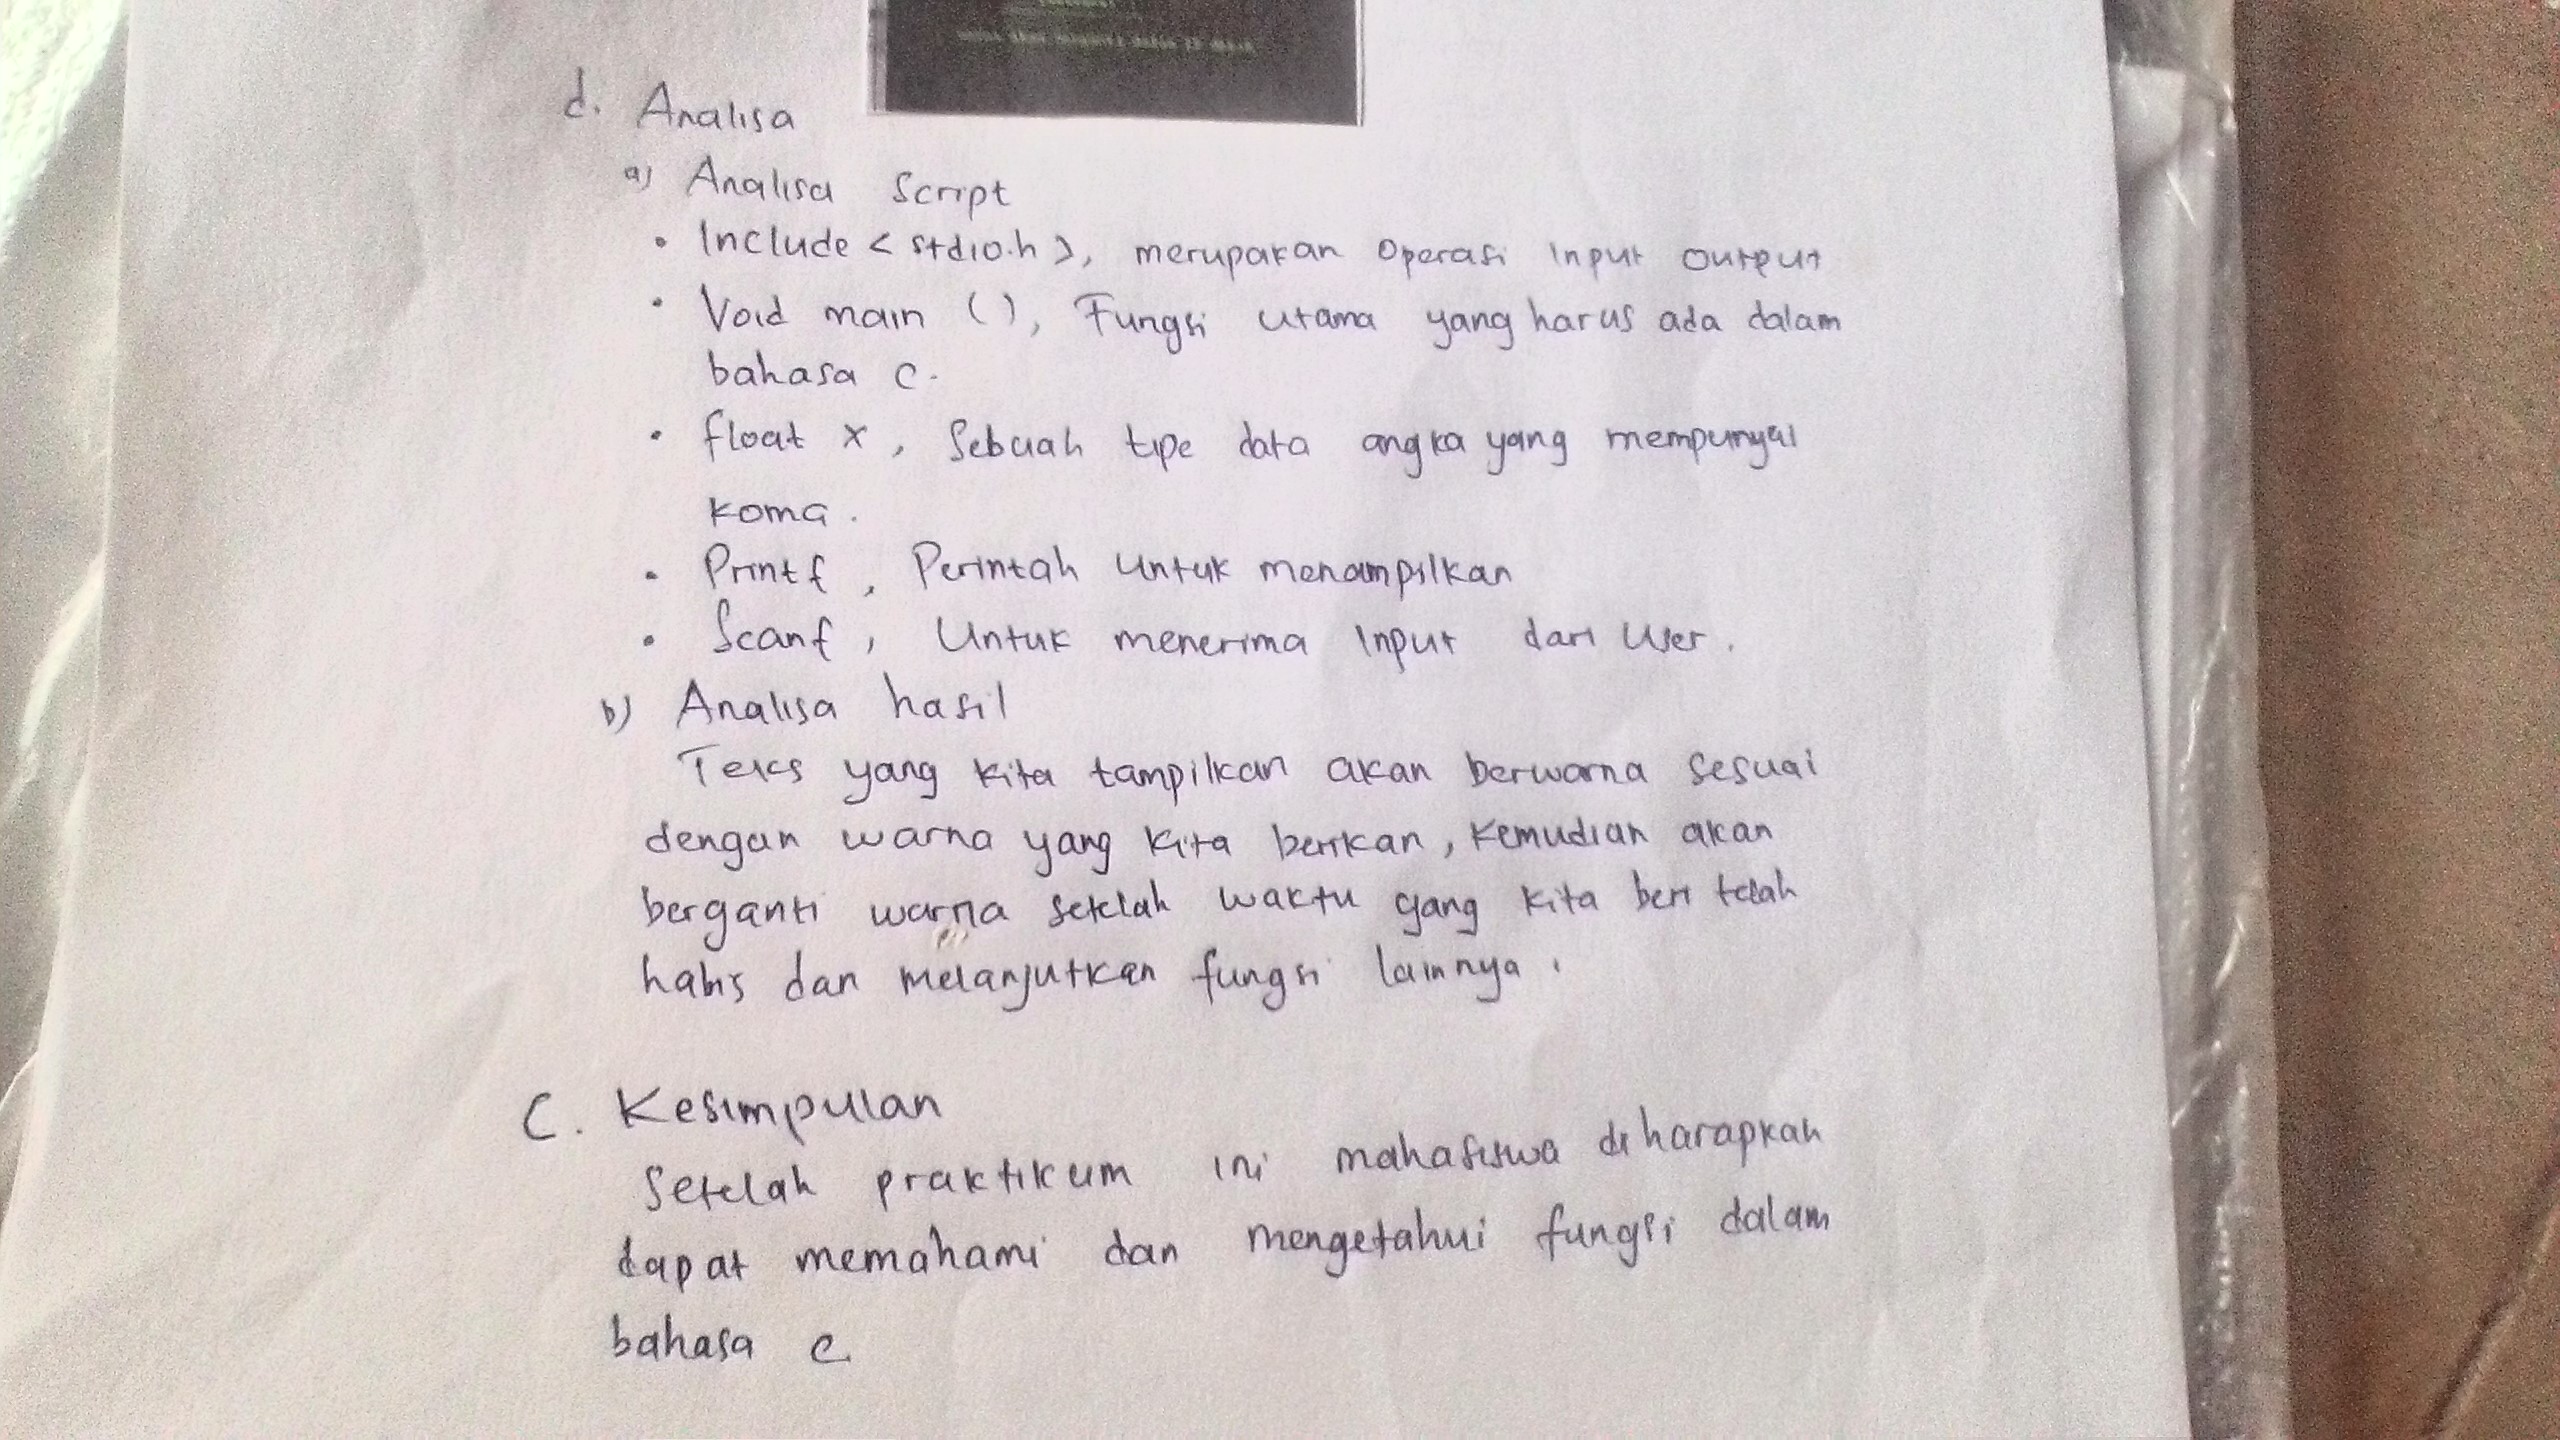 d. Analisa
a) Analisa Script
• Include < stdio.h >, merupakan operasi input output
• Void main ( ), Fungsi utama yang harus ada dalam
bahasa C.
• float x, Sebuah tipe data angka yang mempunyai
koma.
• Printf, Perintah untuk menampilkan
• Scanf, Untuk menerima input dari user.
b) Analisa hasil
Teks yang kita tampilkan akan berwarna sesuai
dengan warna yang kita berikan, kemudian akan
berganti warna setelah waktu yang kita beri telah
habis dan melanjutkan fungsi lainnya.
C. Kesimpulan
Setelah praktikum ini mahasiswa diharapkan
dapat memahami dan mengetahui fungsi dalam
bahasa C